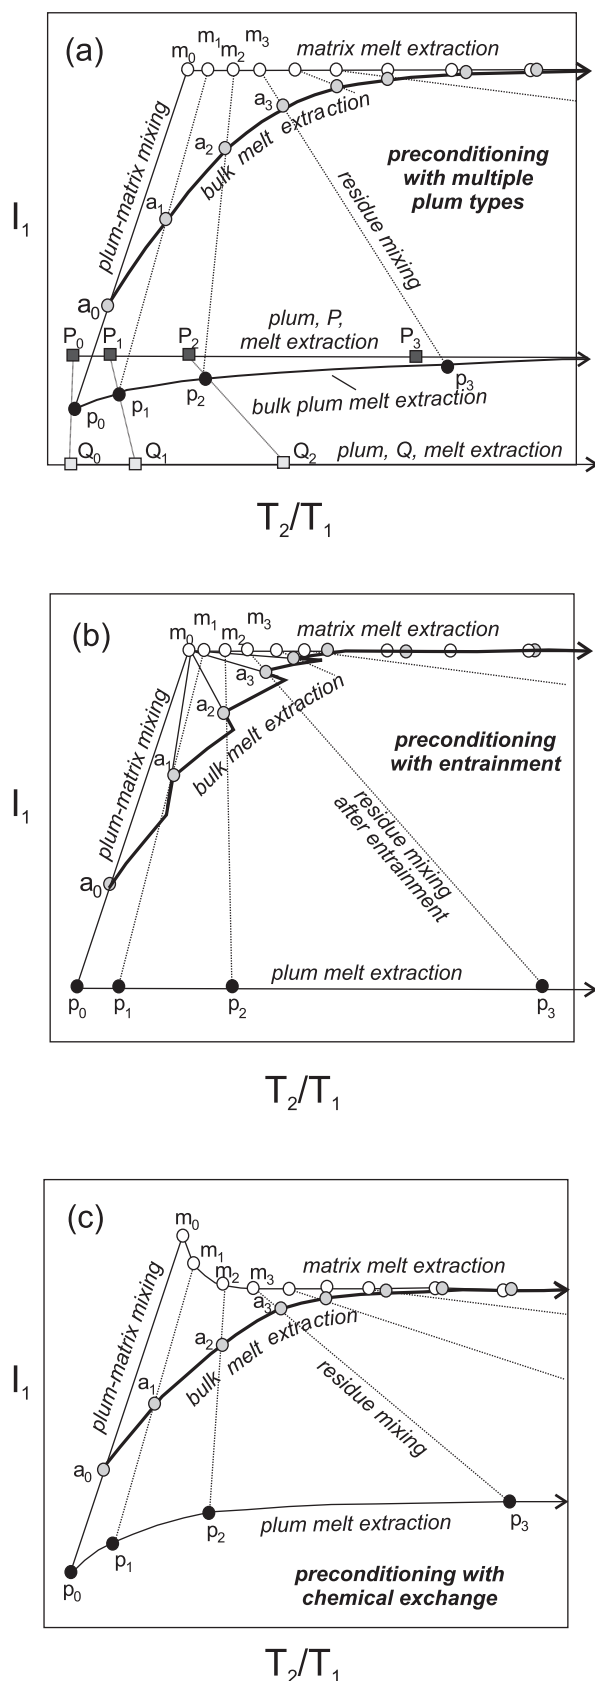 (a)
m₀ m₁ m₂ m₃
matrix melt extraction
plum-matrix mixing
a₀ a₁ a₂ a₃
bulk melt extraction
preconditioning
with multiple
plum types
residue mixing
I₁
P₀ P₁ P₂ P₃
plum, P,
melt extraction
p₀ p₁ p₂ p₃
bulk plum melt extraction
Q₀ Q₁ Q₂
plum, Q, melt extraction
T₂/T₁
(b)
m₀ m₁ m₂ m₃
matrix melt extraction
plum-matrix mixing
a₀ a₁ a₂ a₃
bulk melt extraction
preconditioning
with entrainment
I₁
residue mixing
after entrainment
plum melt extraction
p₀ p₁ p₂ p₃
T₂/T₁
(c)
m₀ m₁ m₂ m₃
matrix melt extraction
plum-matrix mixing
a₀ a₁ a₂ a₃
bulk melt extraction
I₁
residue mixing
plum melt extraction
p₀ p₁ p₂ p₃
preconditioning with
chemical exchange
T₂/T₁